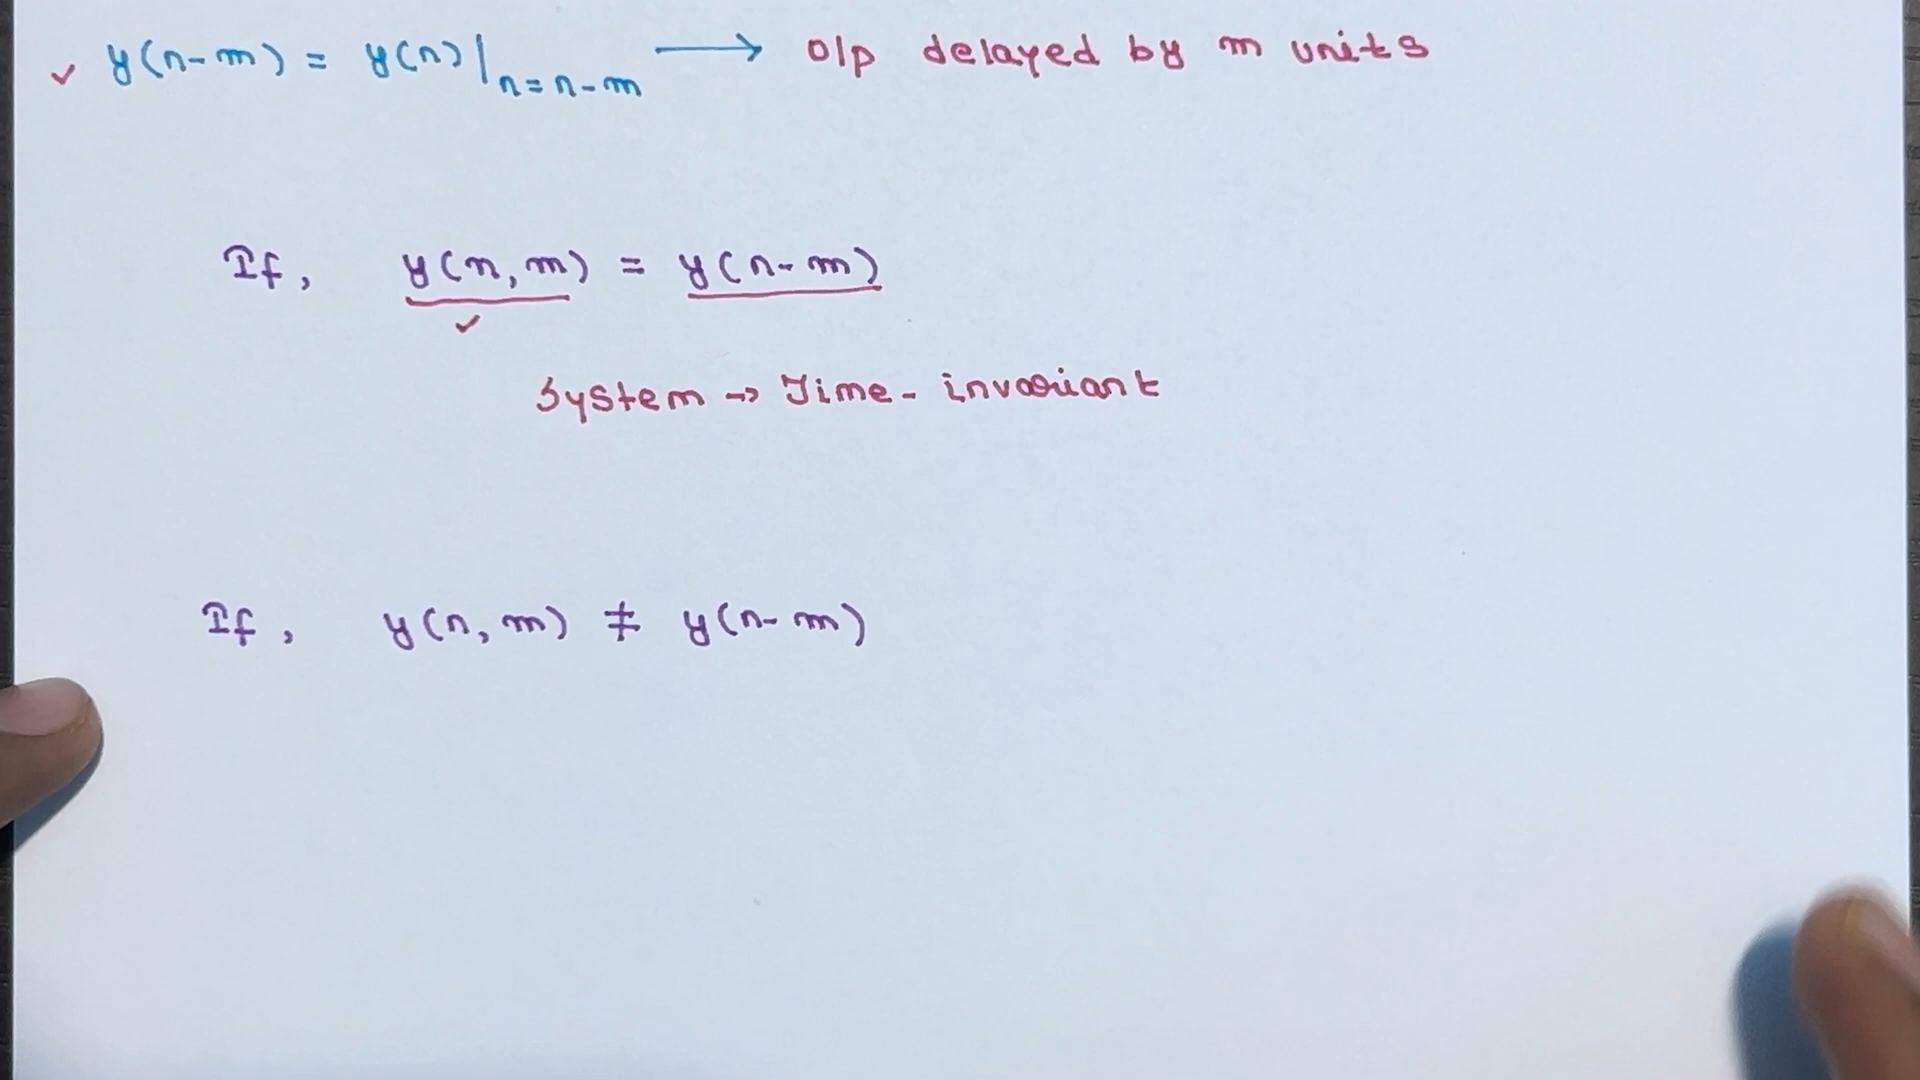 ✓ y(n-m) = y(n)|n=n-m ⟶ o/p delayed by m units
If, y(n,m) = y(n-m)
✓
System → Time-invariant
If, y(n,m) ≠ y(n-m)